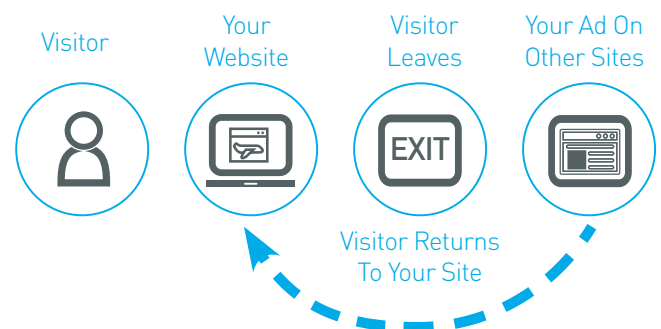 Visitor
Your
Website
Visitor
Leaves
Your Ad On
Other Sites
EXIT
Visitor Returns
To Your Site